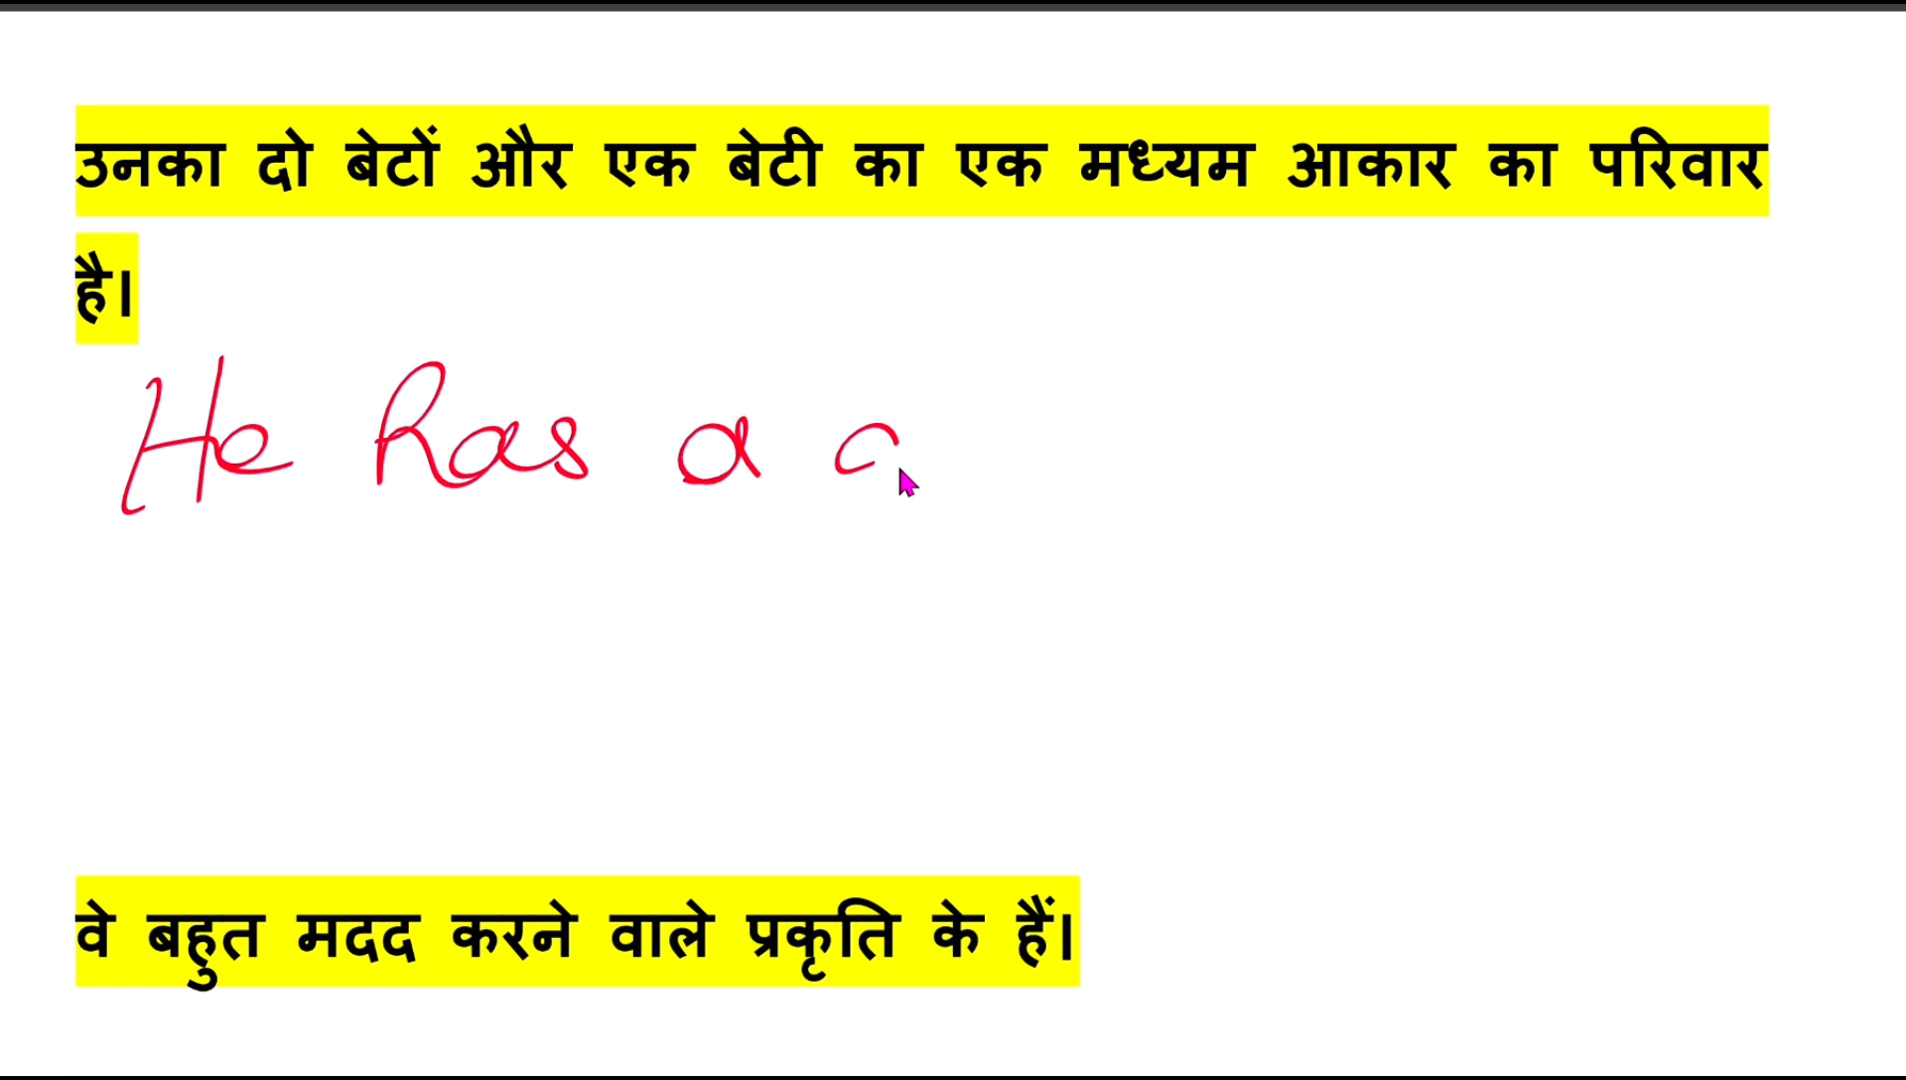 उनका दो बेटों और एक बेटी का एक मध्यम आकार का परिवार
है।
He has a
वे बहुत मदद करने वाले प्रकृति के हैं।